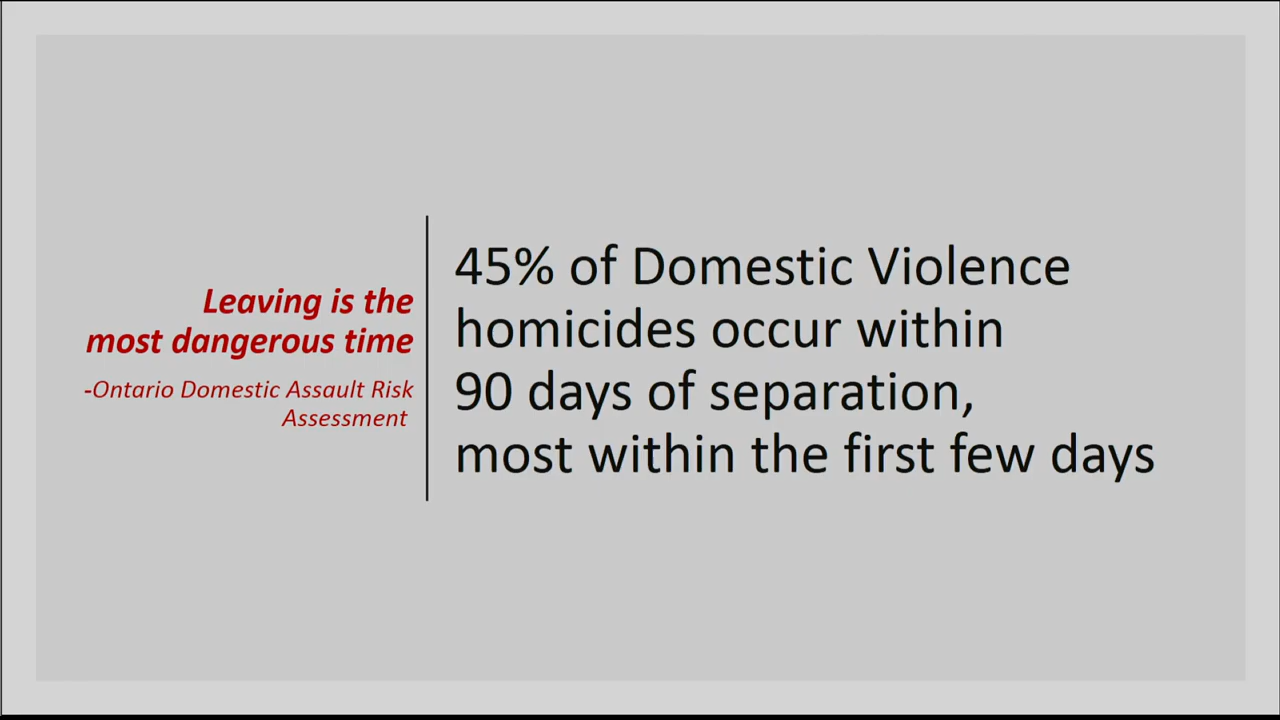 Leaving is the
most dangerous time
-Ontario Domestic Assault Risk
Assessment
45% of Domestic Violence
homicides occur within
90 days of separation,
most within the first few days